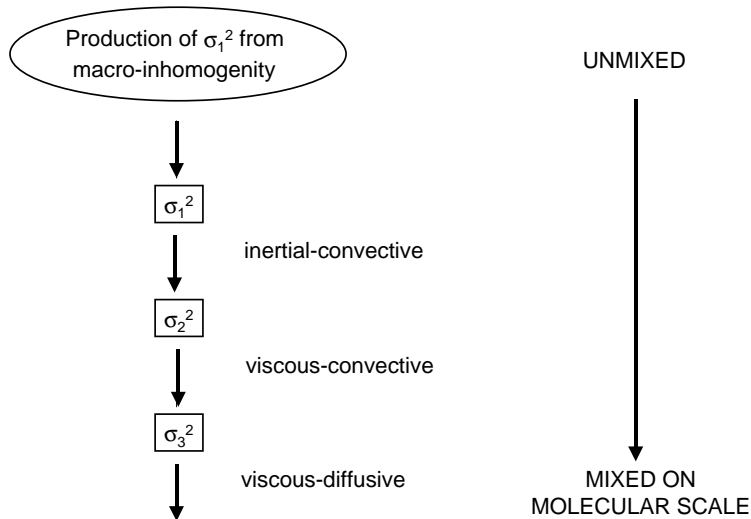 Production of σ₁² from
macro-inhomogenity
UNMIXED
σ₁²
inertial-convective
σ₂²
viscous-convective
σ₃²
viscous-diffusive
MIXED ON
MOLECULAR SCALE